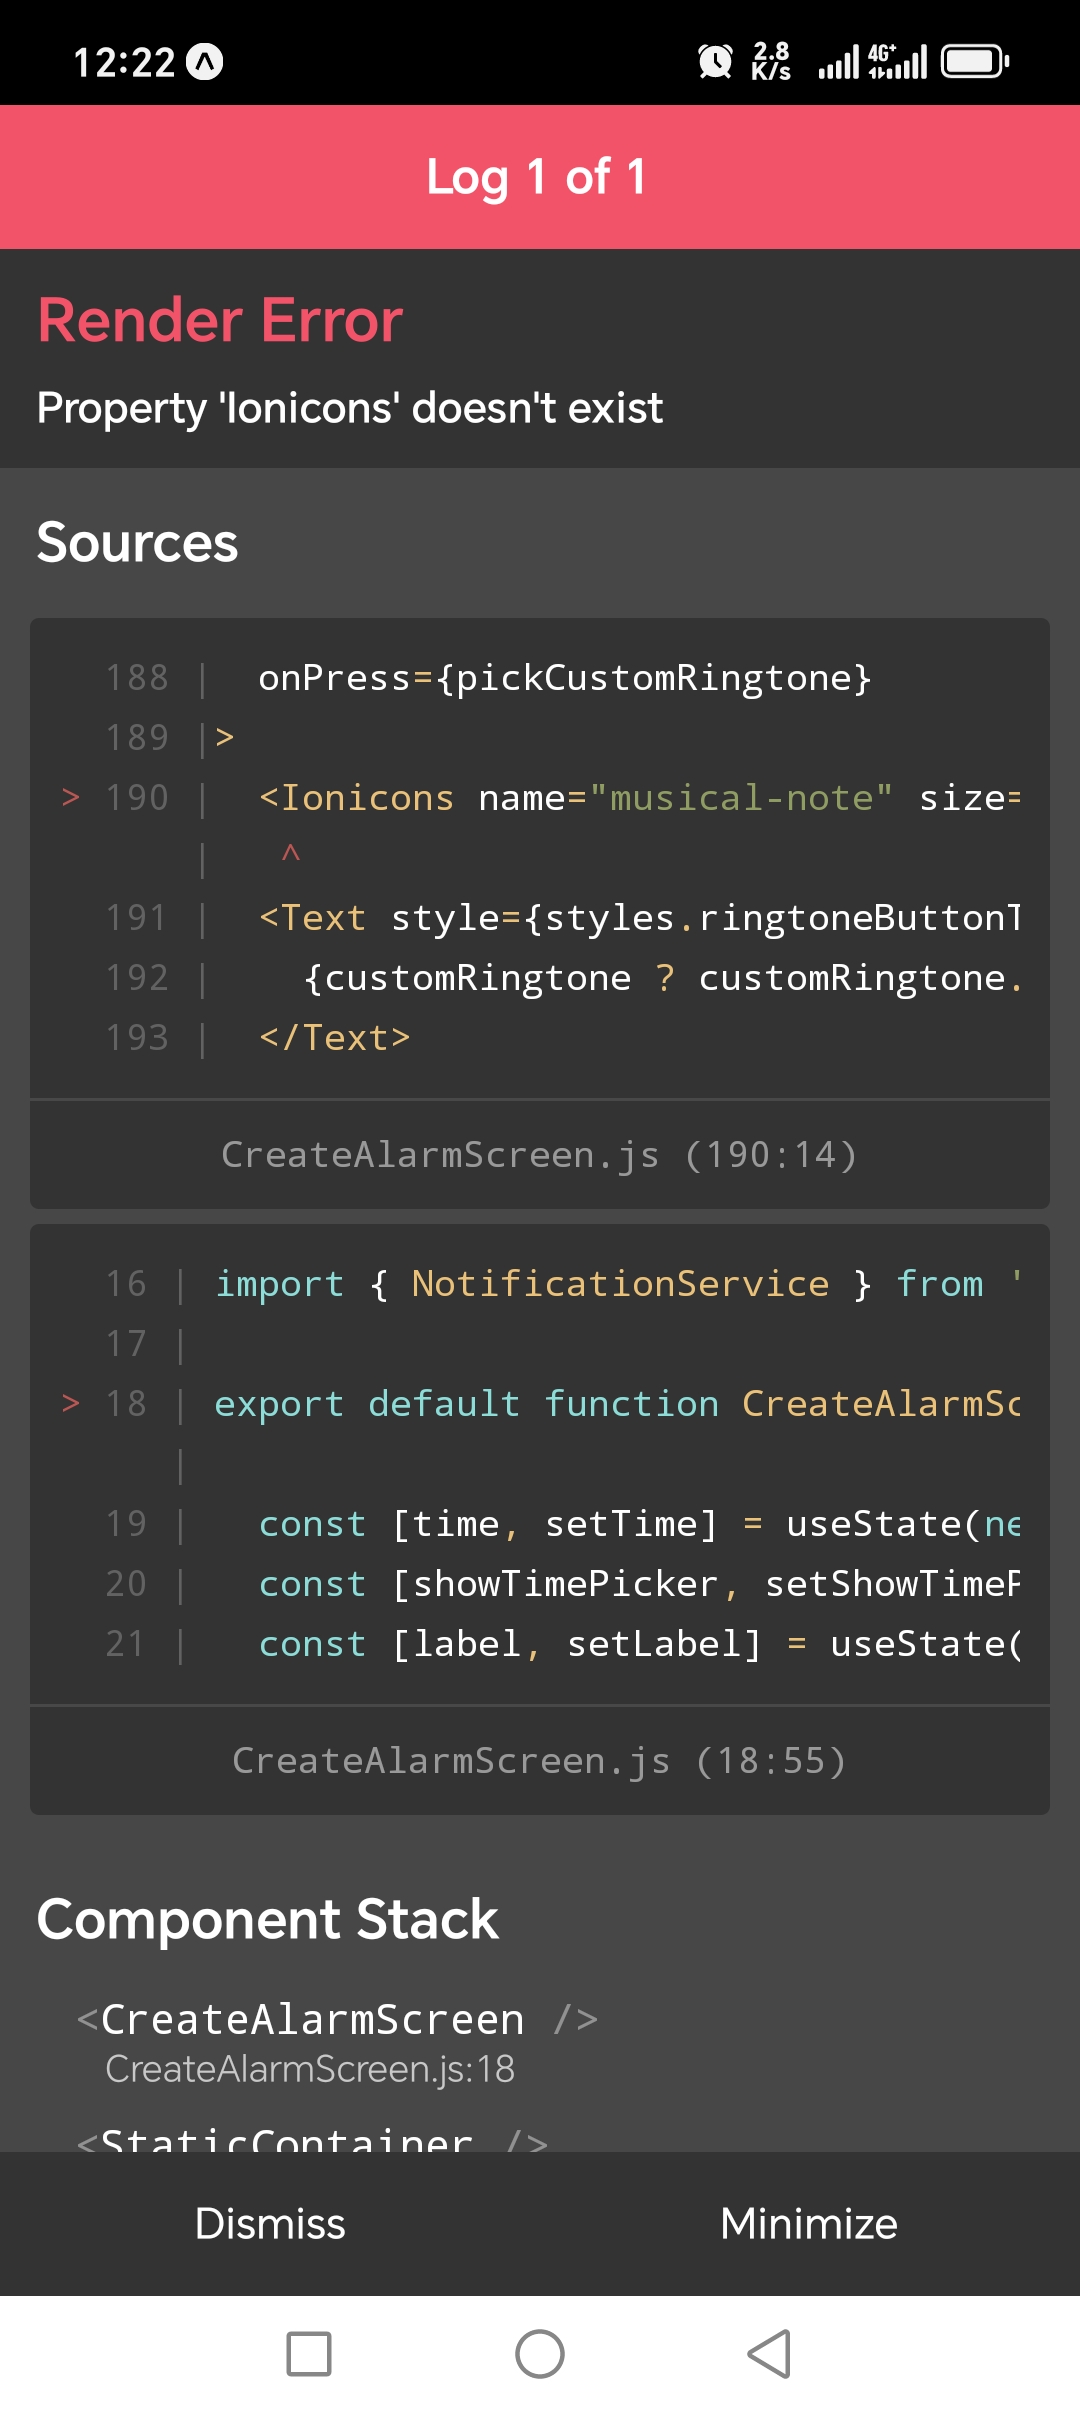 12:22
2.8 K/s
4G+
Log 1 of 1
Render Error
Property 'Ionicons' doesn't exist
Sources
188 | onPress={pickCustomRingtone}
189 |>
> 190 | <Ionicons name="musical-note" size=
| ^
191 | <Text style={styles.ringtoneButtonT
192 | {customRingtone ? customRingtone.
193 | </Text>
CreateAlarmScreen.js (190:14)
16 | import { NotificationService } from '
17 |
> 18 | export default function CreateAlarmSc
|
19 | const [time, setTime] = useState(ne
20 | const [showTimePicker, setShowTimeP
21 | const [label, setLabel] = useState(
CreateAlarmScreen.js (18:55)
Component Stack
<CreateAlarmScreen />
CreateAlarmScreen.js:18
<StaticContainer />
Dismiss
Minimize